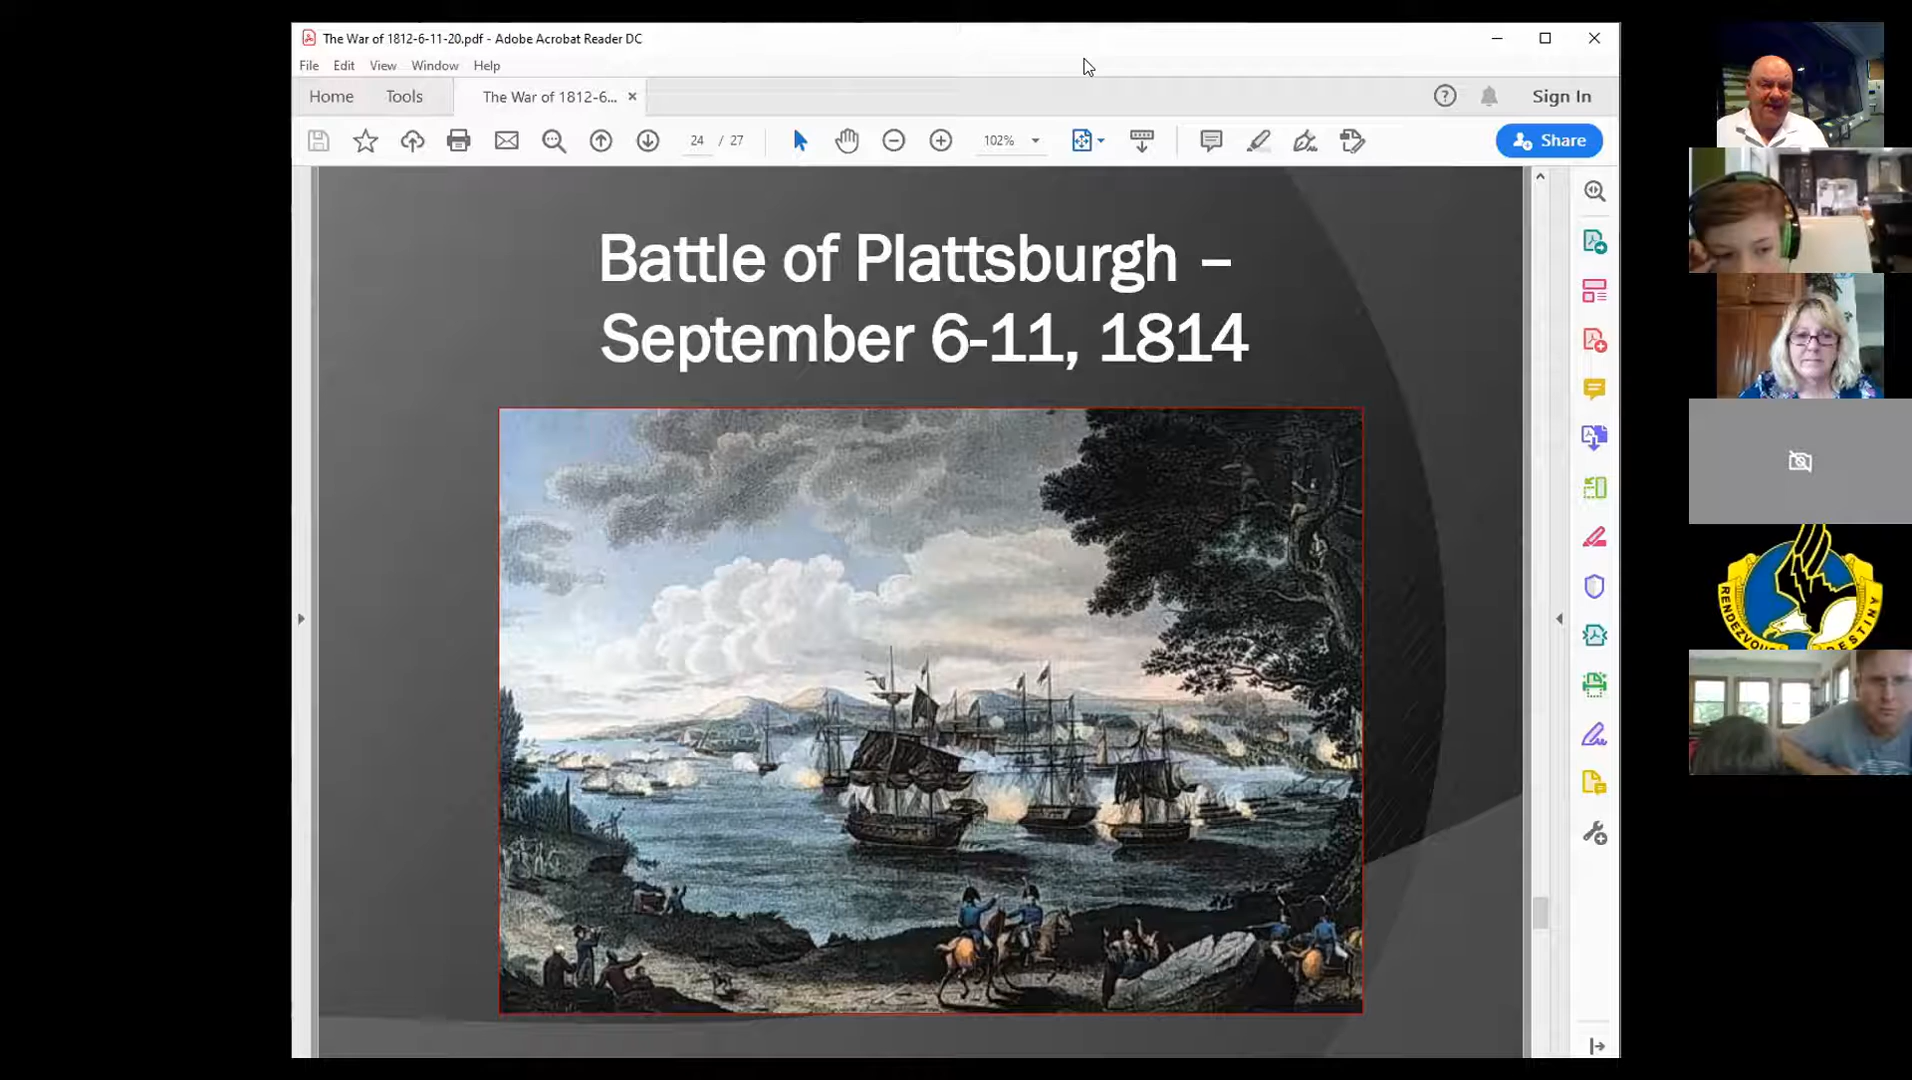 The War of 1812-6-11-20.pdf - Adobe Acrobat Reader DC
File Edit View Window Help
Home Tools The War of 1812-6... Sign In
24 / 27 102% Share
Battle of Plattsburgh –
September 6-11, 1814
RENDEZVOUS DESTINY